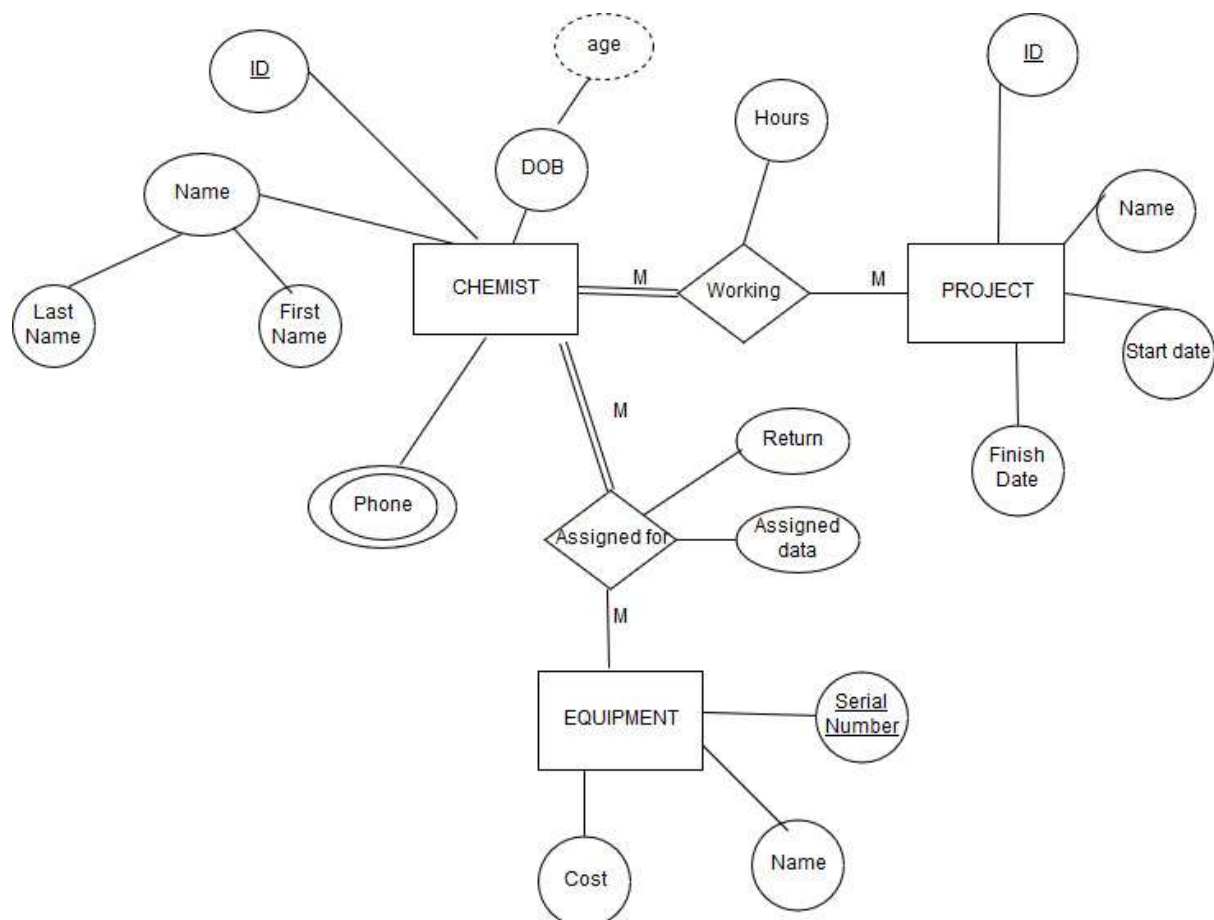 age
ID
ID
Hours
DOB
Name
Name
CHEMIST
M
Working
M
PROJECT
Last
Name
First
Name
Start date
M
Return
Finish
Date
Phone
Assigned for
Assigned
data
M
EQUIPMENT
Serial
Number
Cost
Name